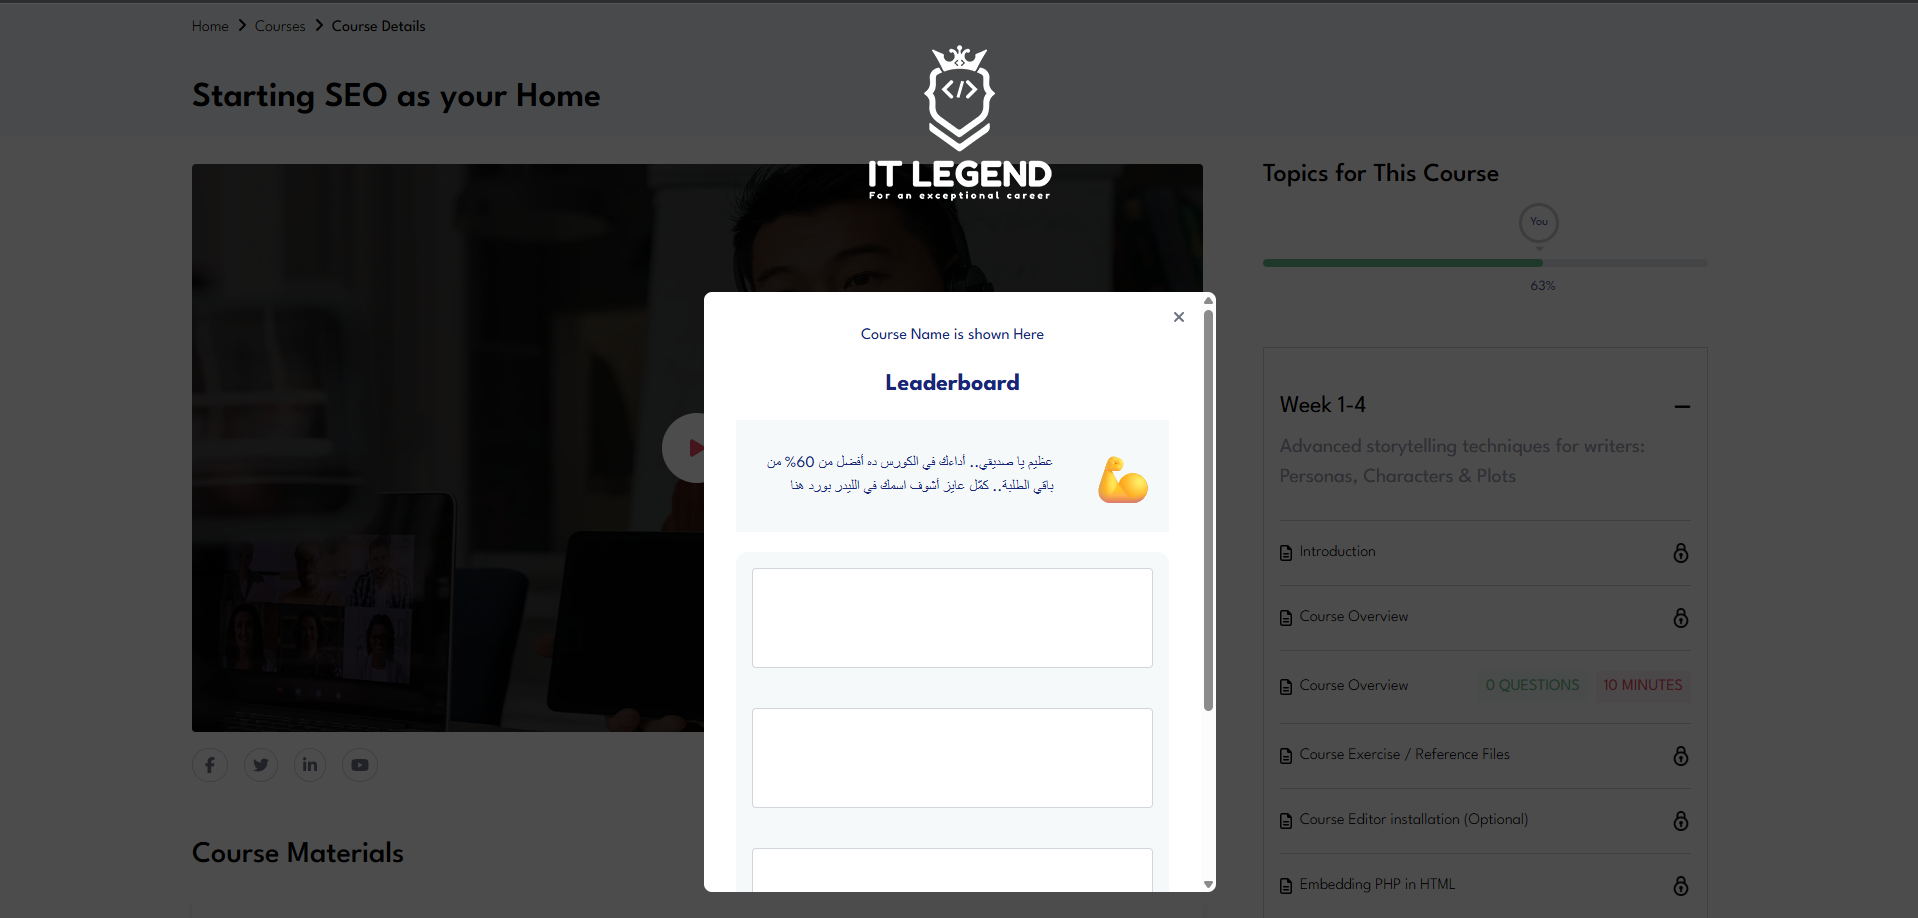 Home > Courses > Course Details
Starting SEO as your Home
</>
IT LEGEND
For an exceptional career
Course Name is shown Here
Leaderboard
عظيم يا صديقي.. أداءك في الكورس ده أفضل من 60% من
باقي الطلبة.. كمّل عايز أشوف اسمك في الليدر بورد هنا
Course Materials
Topics for This Course
You
63%
Week 1-4
Advanced storytelling techniques for writers:
Personas, Characters & Plots
Introduction
Course Overview
Course Overview 0 QUESTIONS 10 MINUTES
Course Exercise / Reference Files
Course Editor installation (Optional)
Embedding PHP in HTML